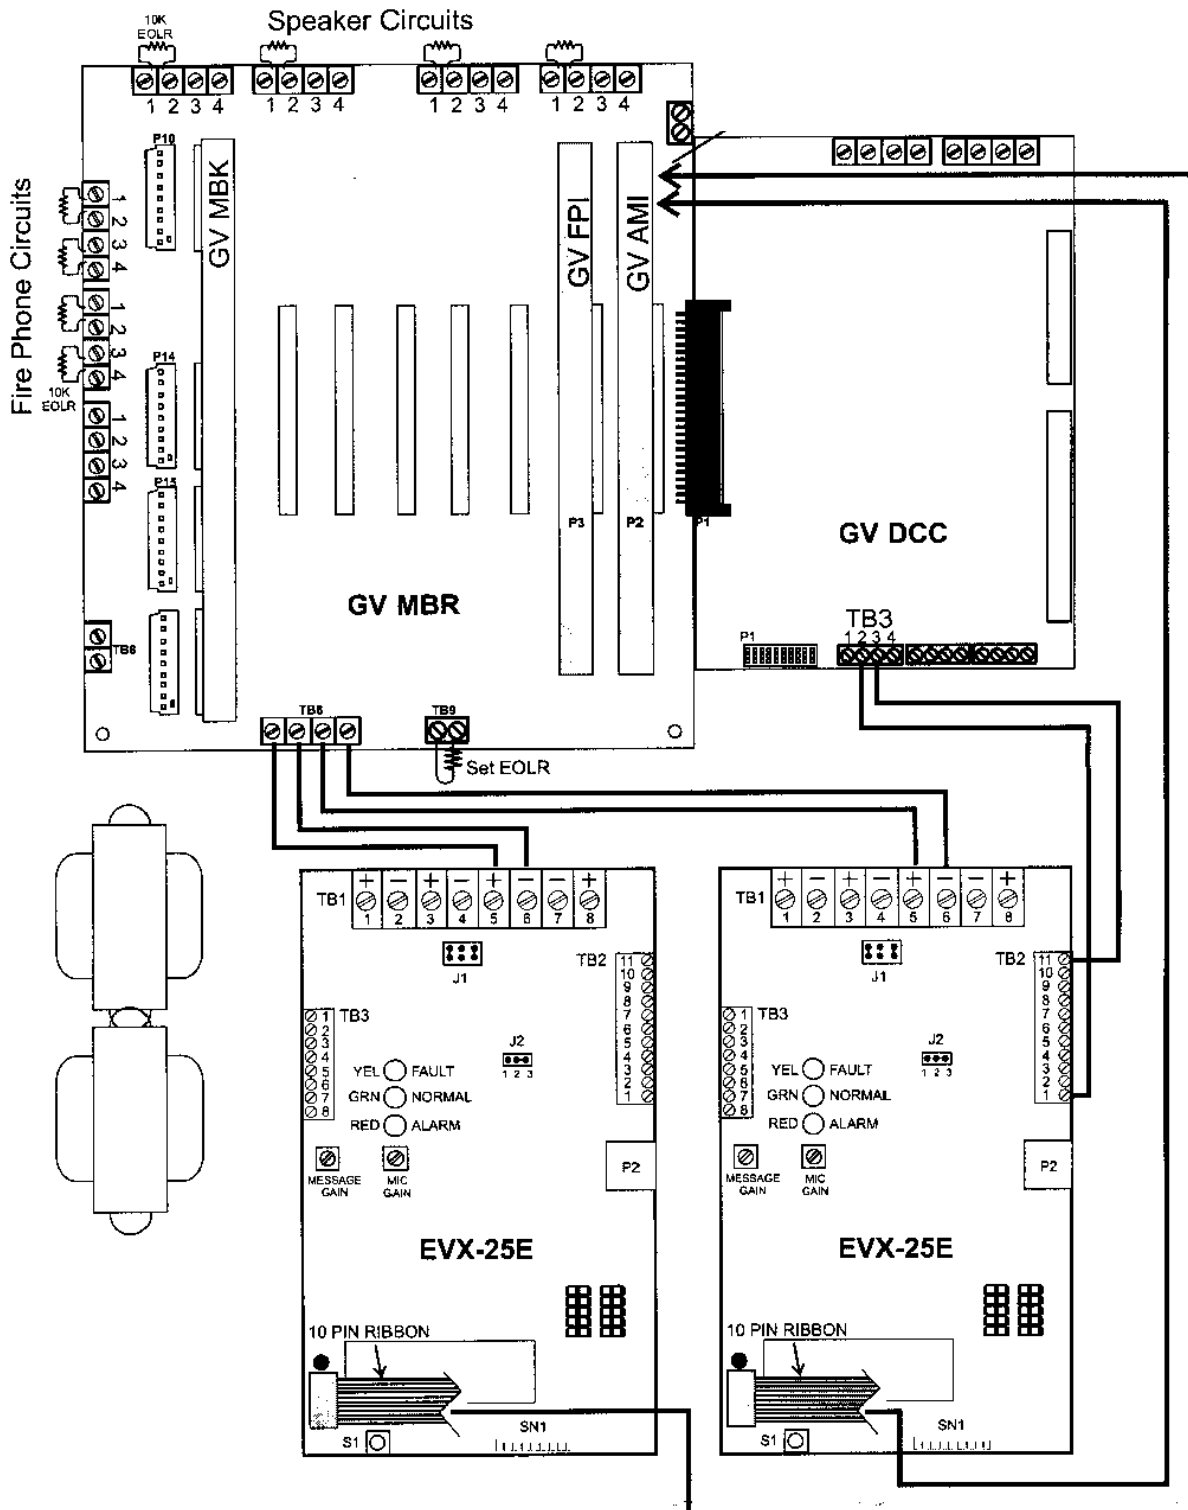 Speaker Circuits
10K
EOLR
1 2 3 4
1 2 3 4
1 2 3 4
1 2 3 4
P10
GV MBK
GV FPI
GV AMI
Fire Phone Circuits
1
2
3
4
1
2
3
4
10K
EOLR
1
2
3
4
P14
P15
P3
P2
P1
GV DCC
GV MBR
TB6
TB3
1 2 3 4
P1
TB8
TB9
Set EOLR
TB1
+ − + − + − − +
1 2 3 4 5 6 7 8
J1
TB2
11
10
9
8
7
6
5
4
3
2
1
TB3
1
2
3
4
5
6
7
8
J2
1 2 3
YEL FAULT
GRN NORMAL
RED ALARM
MESSAGE
GAIN
MIC
GAIN
P2
EVX-25E
10 PIN RIBBON
S1
SN1
TB1
+ − + − + − − +
1 2 3 4 5 6 7 8
J1
TB2
11
10
9
8
7
6
5
4
3
2
1
TB3
1
2
3
4
5
6
7
8
J2
1 2 3
YEL FAULT
GRN NORMAL
RED ALARM
MESSAGE
GAIN
MIC
GAIN
P2
EVX-25E
10 PIN RIBBON
S1
SN1